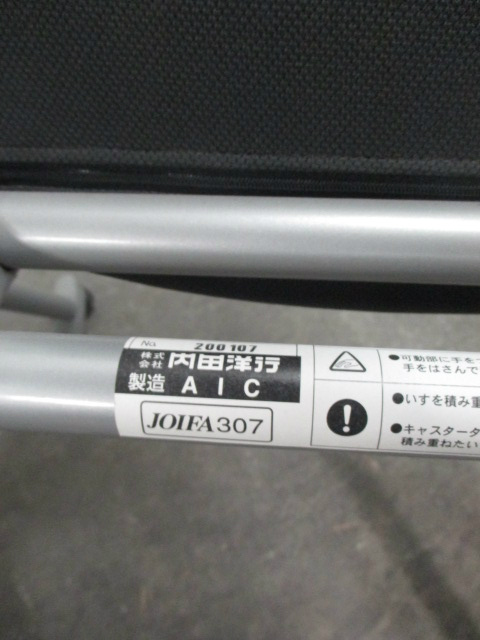 No. 200107
株式会社 内田洋行
製造 AIC
JOIFA307
●可動部に手を
手をはさんで
●いすを積み重
●キャスター
積み重ねたい